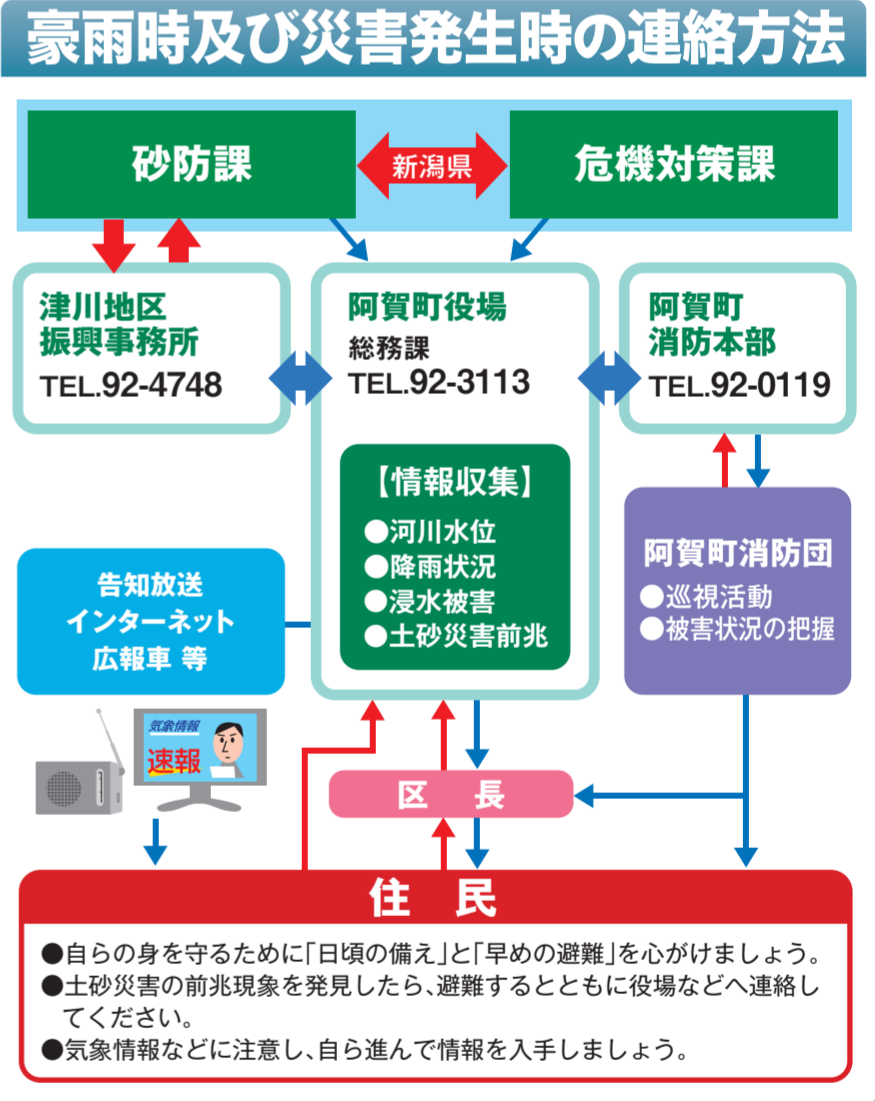 豪雨時及び災害発生時の連絡方法
砂防課
新潟県
危機対策課
津川地区
振興事務所
TEL.92-4748
阿賀町役場
総務課
TEL.92-3113
阿賀町
消防本部
TEL.92-0119
【情報収集】
●河川水位
●降雨状況
●浸水被害
●土砂災害前兆
阿賀町消防団
●巡視活動
●被害状況の把握
告知放送
インターネット
広報車 等
気象情報
速報
区　長
住　民
●自らの身を守るために「日頃の備え」と「早めの避難」を心がけましょう。
●土砂災害の前兆現象を発見したら、避難するとともに役場などへ連絡し
てください。
●気象情報などに注意し、自ら進んで情報を入手しましょう。